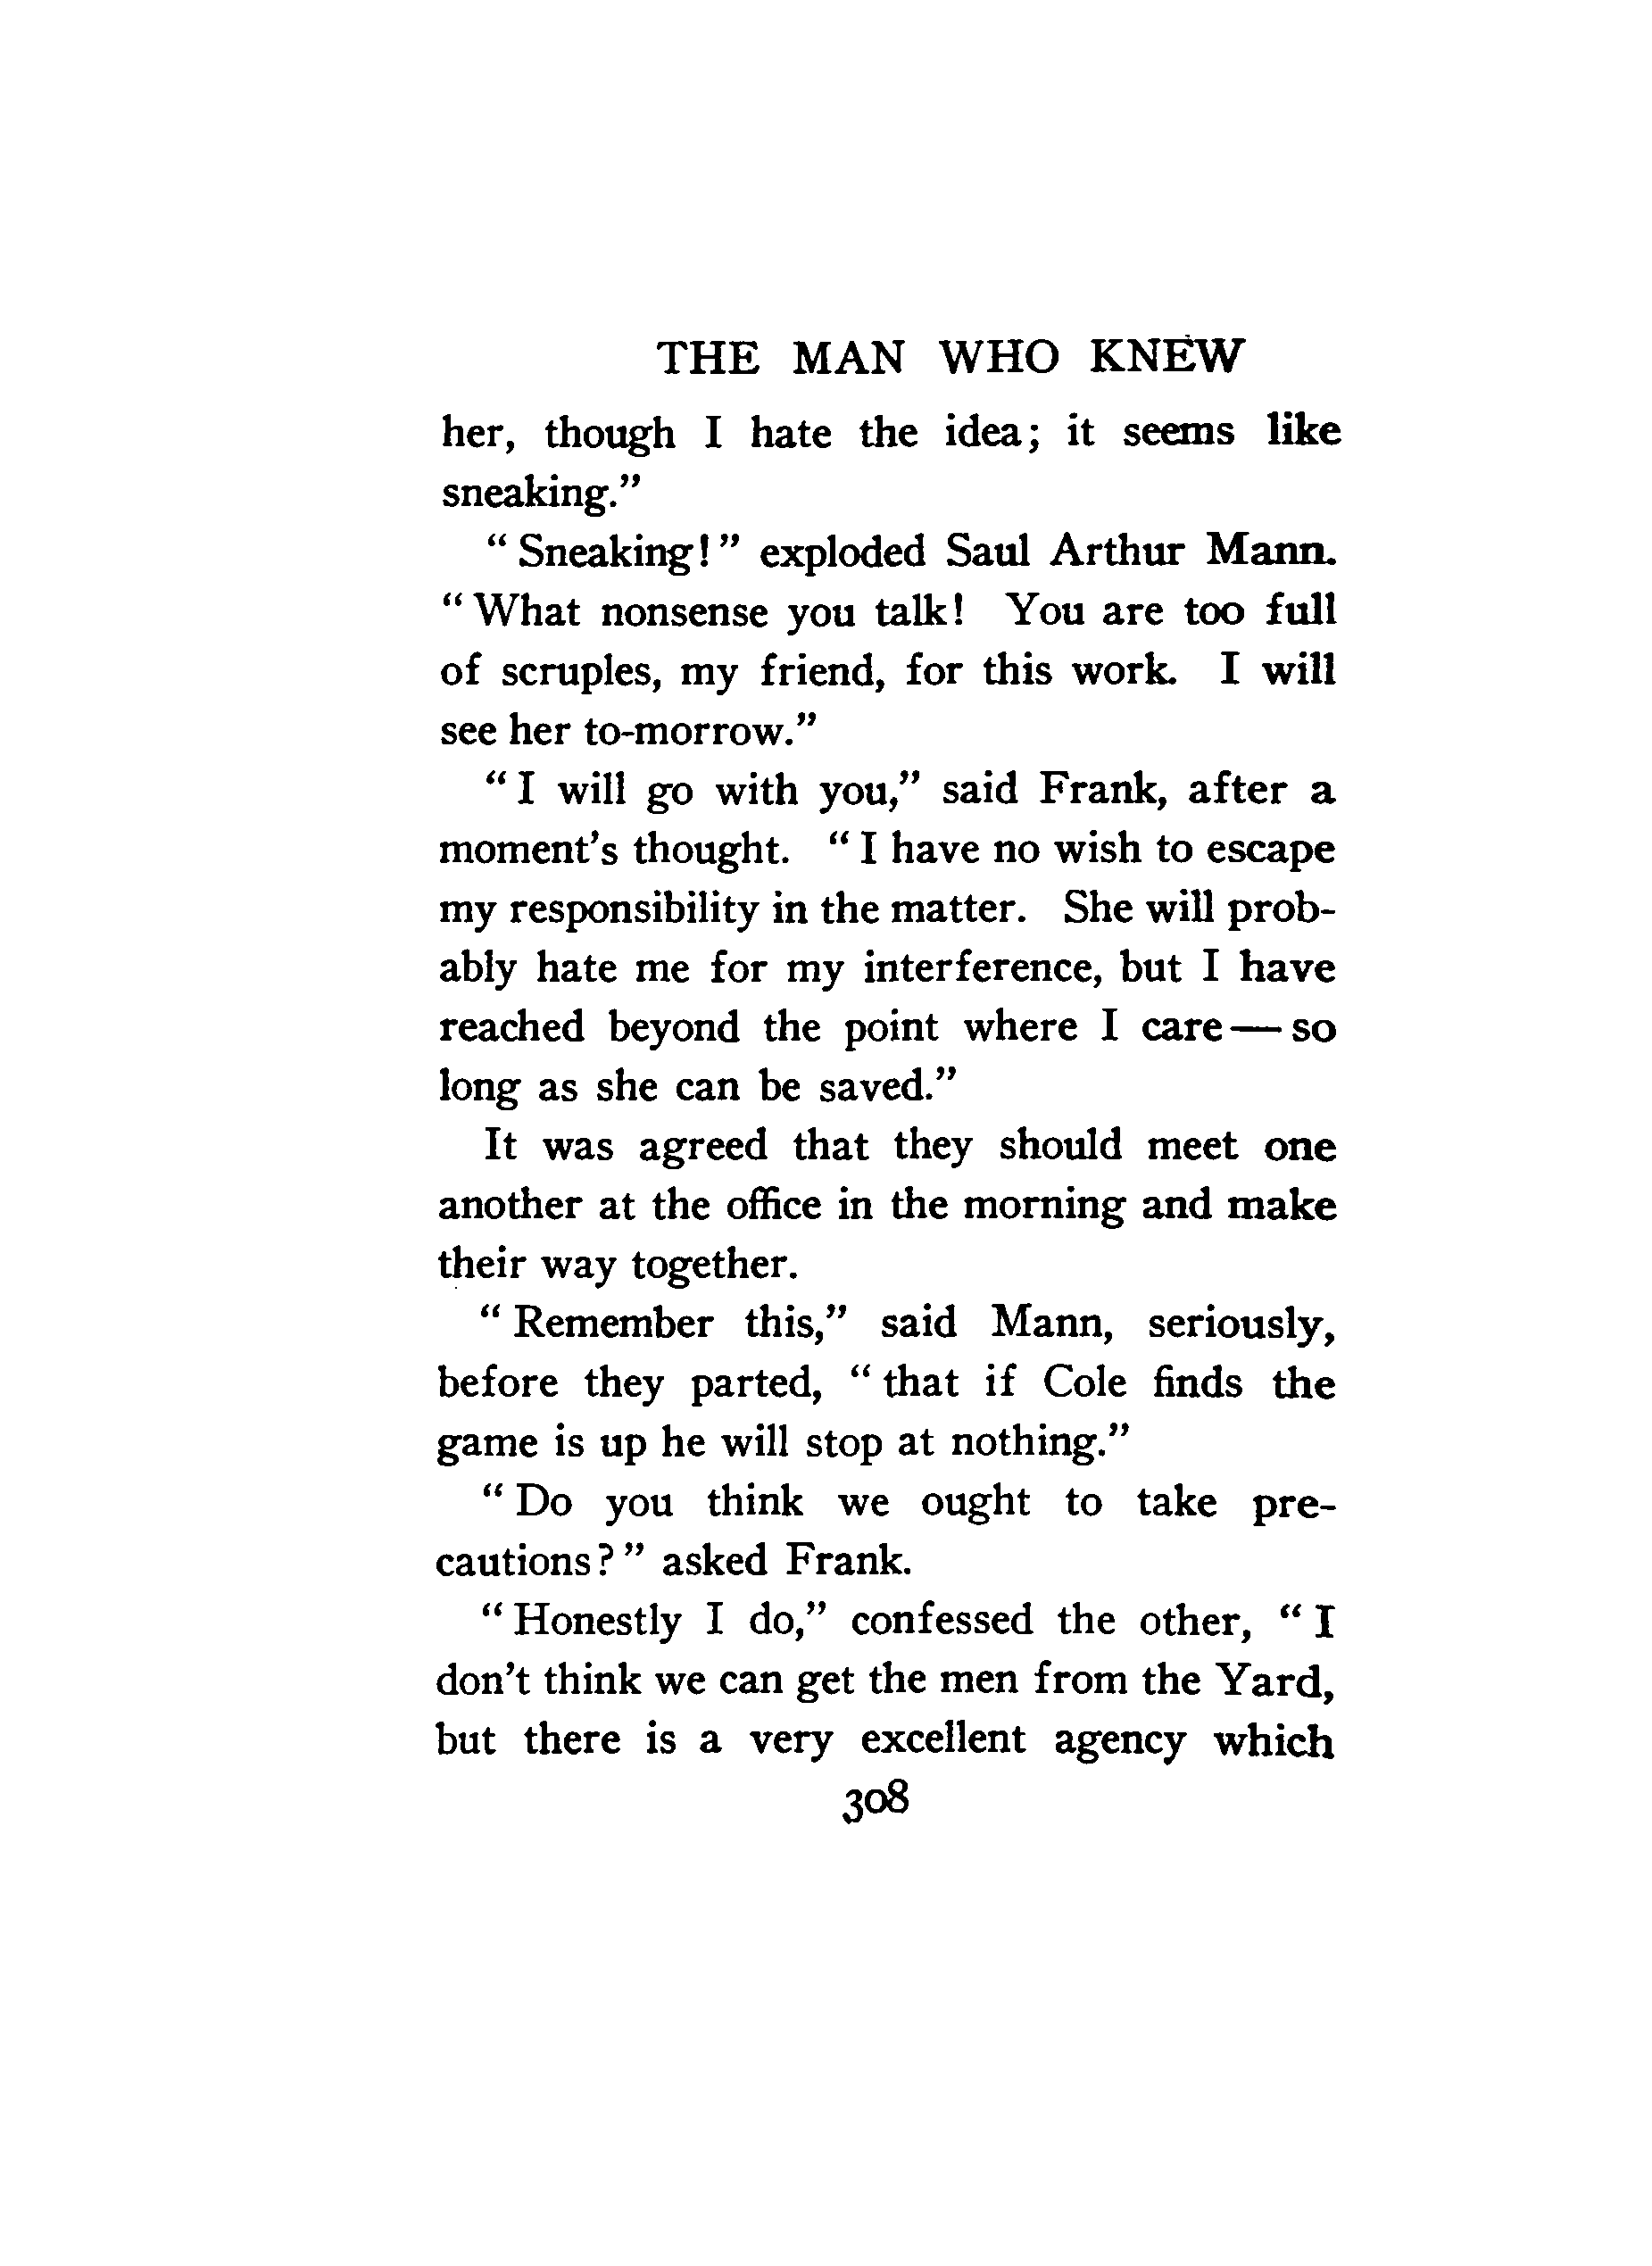 THE MAN WHO KNEW
her, though I hate the idea; it seems like
sneaking."
"Sneaking!" exploded Saul Arthur Mann.
"What nonsense you talk! You are too full
of scruples, my friend, for this work. I will
see her to-morrow."
"I will go with you," said Frank, after a
moment's thought. "I have no wish to escape
my responsibility in the matter. She will prob-
ably hate me for my interference, but I have
reached beyond the point where I care — so
long as she can be saved."
It was agreed that they should meet one
another at the office in the morning and make
their way together.
"Remember this," said Mann, seriously,
before they parted, "that if Cole finds the
game is up he will stop at nothing."
"Do you think we ought to take pre-
cautions?" asked Frank.
"Honestly I do," confessed the other, "I
don't think we can get the men from the Yard,
but there is a very excellent agency which
308